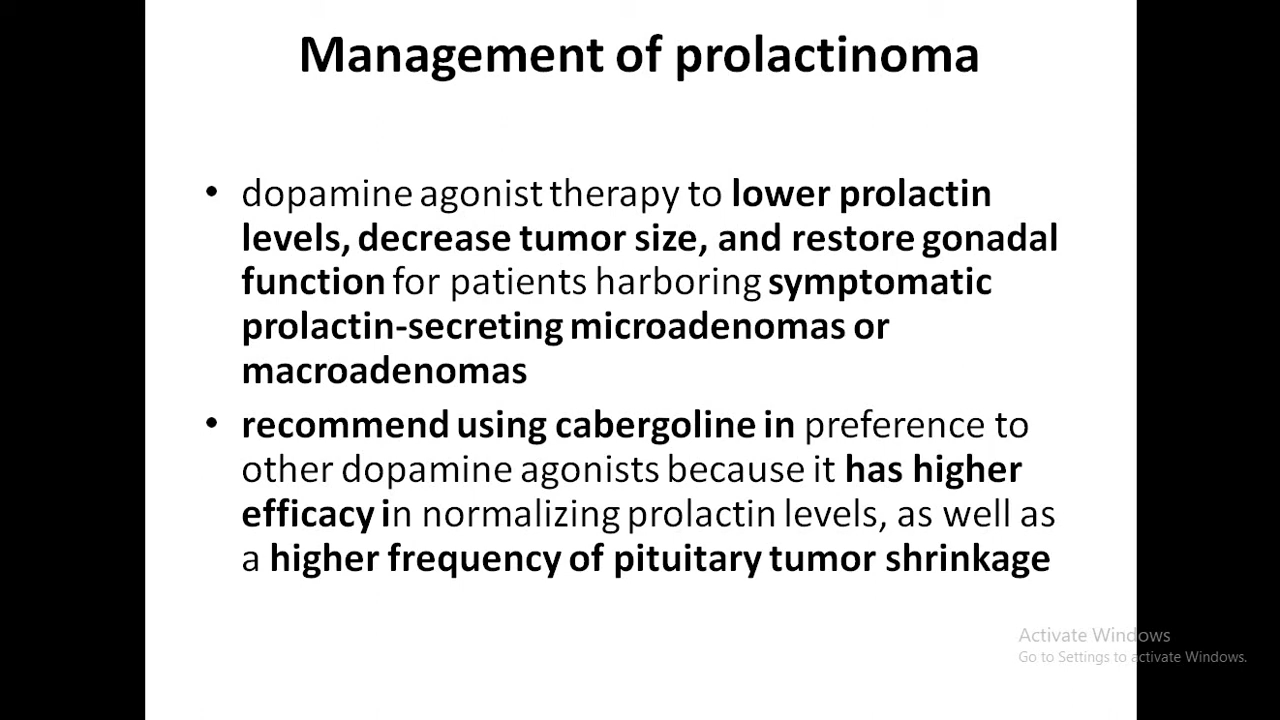 Management of prolactinoma
• dopamine agonist therapy to lower prolactin
levels, decrease tumor size, and restore gonadal
function for patients harboring symptomatic
prolactin-secreting microadenomas or
macroadenomas
• recommend using cabergoline in preference to
other dopamine agonists because it has higher
efficacy in normalizing prolactin levels, as well as
a higher frequency of pituitary tumor shrinkage
Activate Windows
Go to Settings to activate Windows.